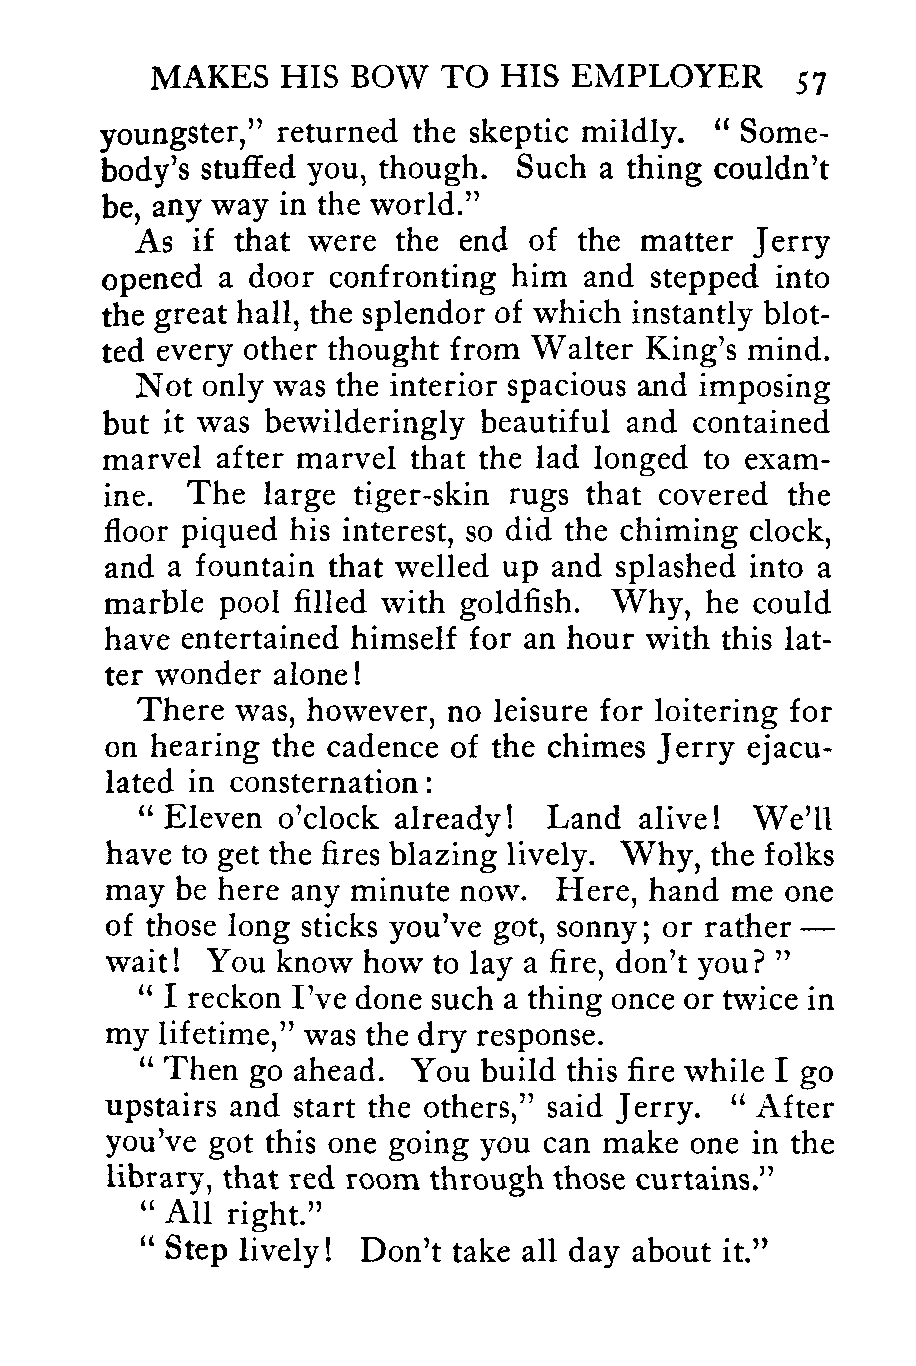 MAKES HIS BOW TO HIS EMPLOYER 57
youngster,” returned the skeptic mildly. “ Some-
body’s stuffed you, though. Such a thing couldn’t
be, any way in the world.”
As if that were the end of the matter Jerry
opened a door confronting him and stepped into
the great hall, the splendor of which instantly blot-
ted every other thought from Walter King’s mind.
Not only was the interior spacious and imposing
but it was bewilderingly beautiful and contained
marvel after marvel that the lad longed to exam-
ine. The large tiger-skin rugs that covered the
floor piqued his interest, so did the chiming clock,
and a fountain that welled up and splashed into a
marble pool filled with goldfish. Why, he could
have entertained himself for an hour with this lat-
ter wonder alone!
There was, however, no leisure for loitering for
on hearing the cadence of the chimes Jerry ejacu-
lated in consternation:
“ Eleven o’clock already! Land alive! We’ll
have to get the fires blazing lively. Why, the folks
may be here any minute now. Here, hand me one
of those long sticks you’ve got, sonny; or rather —
wait! You know how to lay a fire, don’t you? ”
“ I reckon I’ve done such a thing once or twice in
my lifetime,” was the dry response.
“ Then go ahead. You build this fire while I go
upstairs and start the others,” said Jerry. “ After
you’ve got this one going you can make one in the
library, that red room through those curtains.”
“ All right.”
“ Step lively! Don’t take all day about it.”